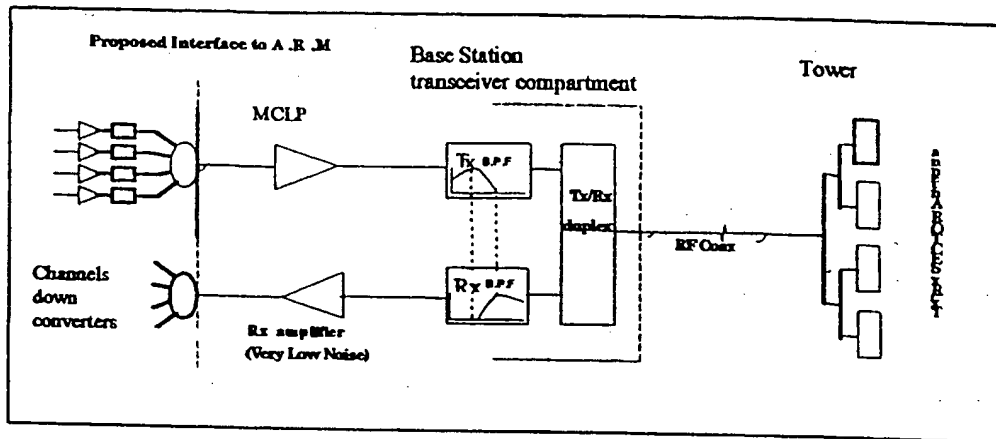 Proposed Interface to A .R .M
Base Station
transceiver compartment
Tower
MCLP
Tx B.P.F
Tx/Rx
duplex
RF Coax
Rx B.P.F
Channels
down
converters
Rx amplifier
(Very Low Noise)